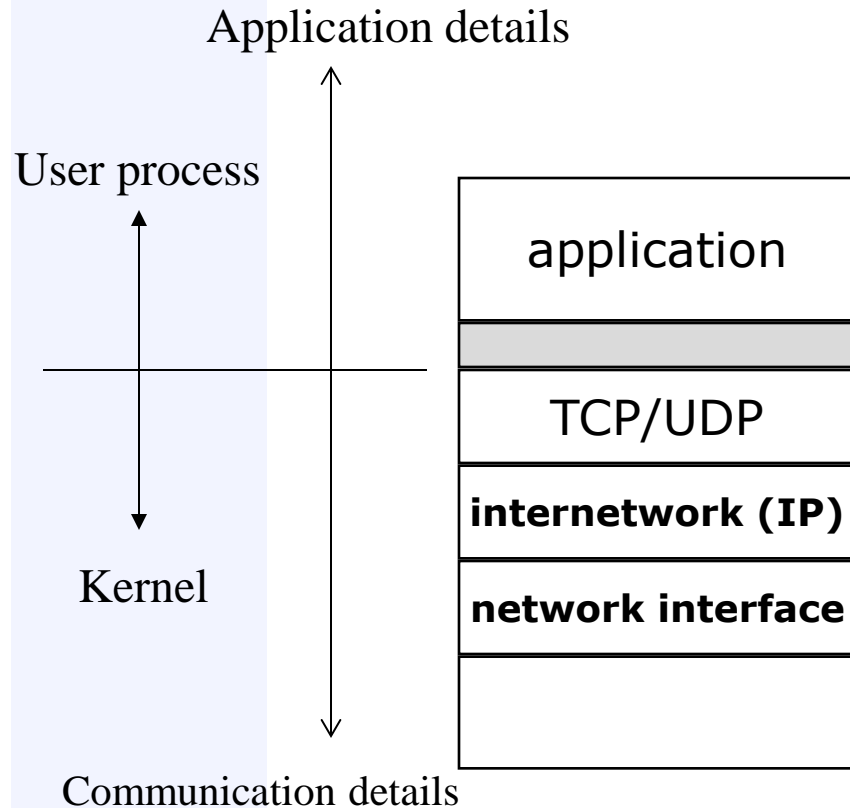 Application details
User process
application
TCP/UDP
internetwork (IP)
Kernel
network interface
Communication details